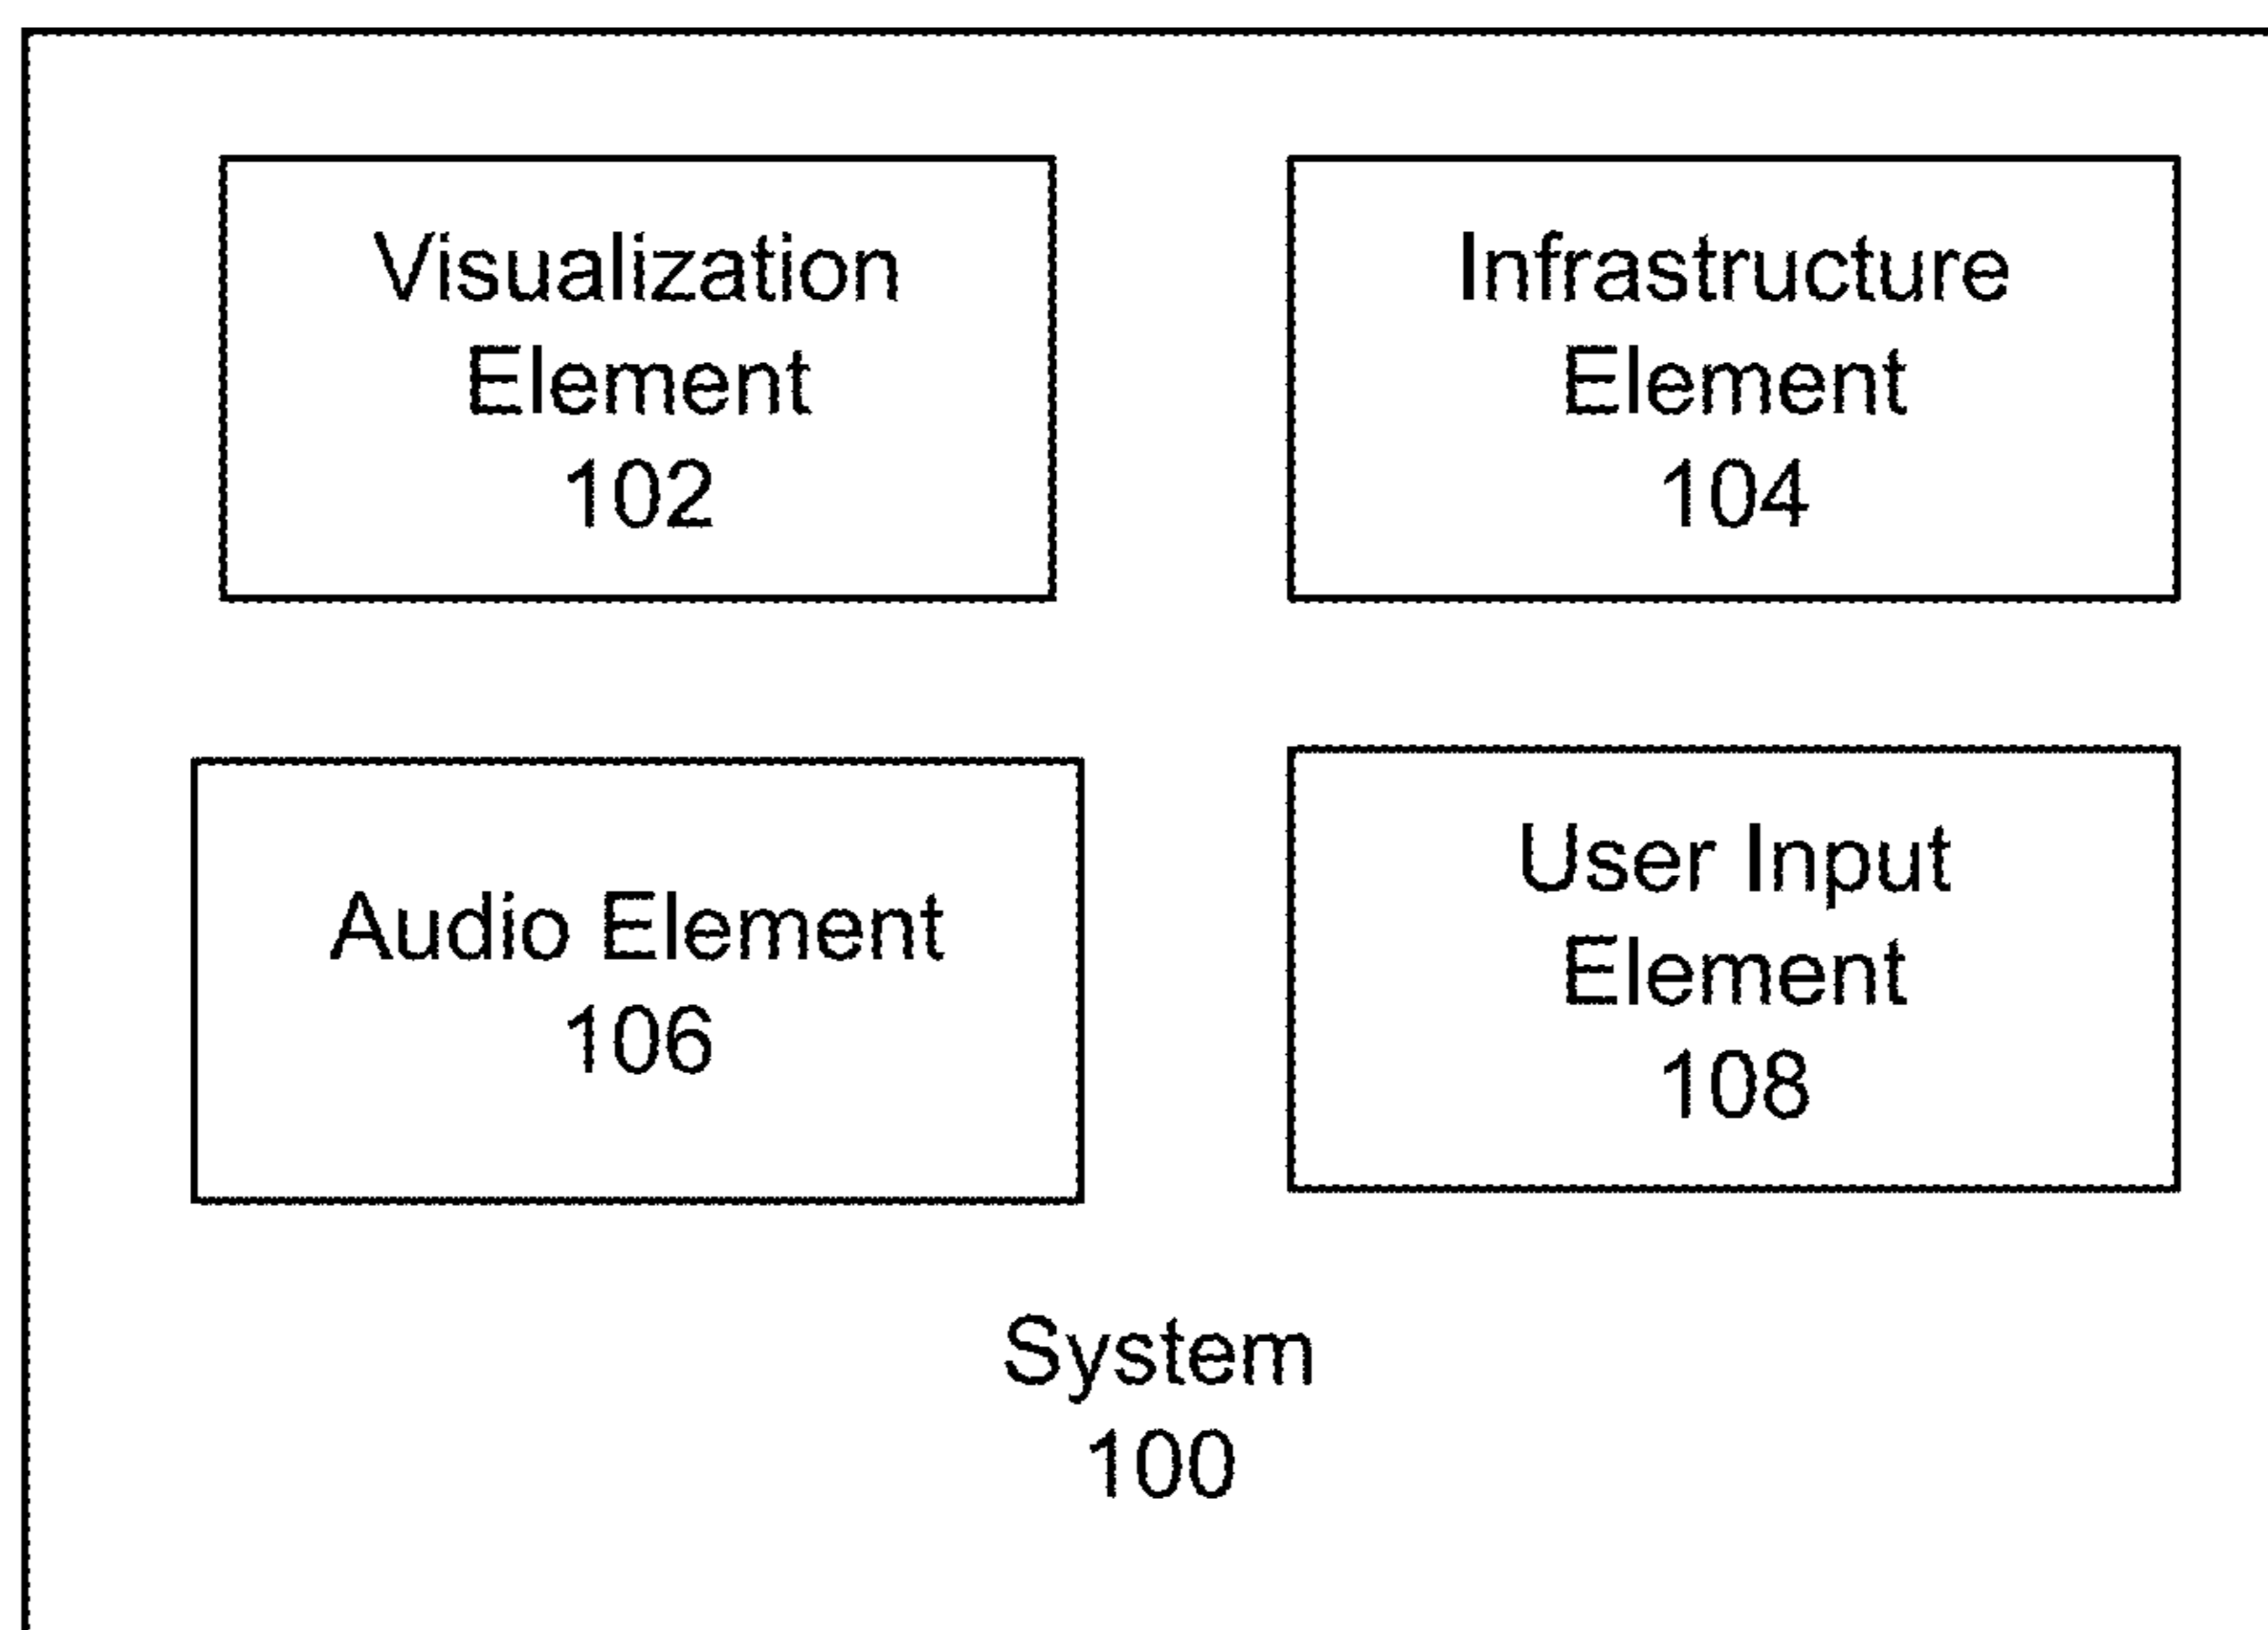 Visualization
Element
102
Infrastructure
Element
104
Audio Element
106
User Input
Element
108
System
100